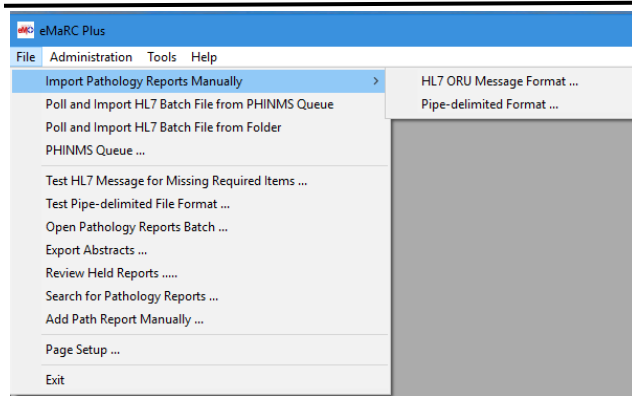 eMaRC Plus
File Administration Tools Help
Import Pathology Reports Manually >
HL7 ORU Message Format ...
Pipe-delimited Format ...
Poll and Import HL7 Batch File from PHINMS Queue
Poll and Import HL7 Batch File from Folder
PHINMS Queue ...
Test HL7 Message for Missing Required Items ...
Test Pipe-delimited File Format ...
Open Pathology Reports Batch ...
Export Abstracts ...
Review Held Reports .....
Search for Pathology Reports ...
Add Path Report Manually ...
Page Setup ...
Exit